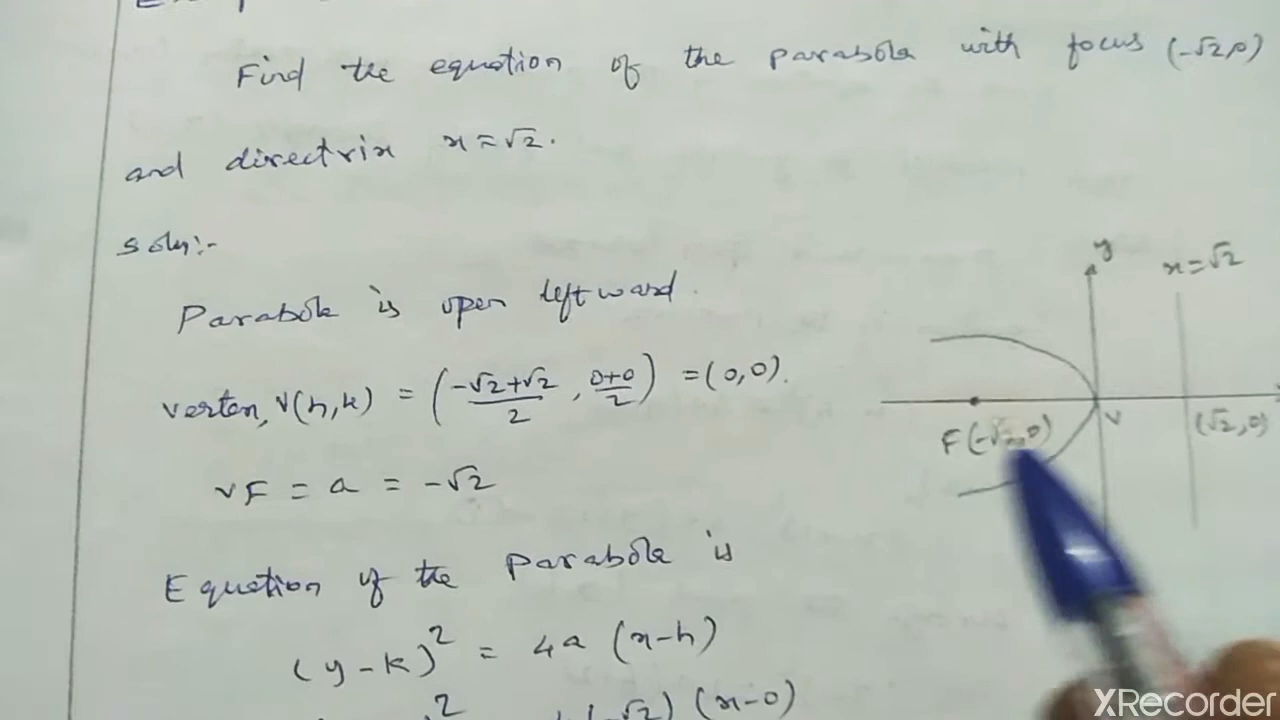 Find the equation of the parabola with focus (-√2,0)
and directrix x = √2.
soln:-
Parabola is open leftward.
vertex, V(h,k) = (-√2+√2/2, 0+0/2) = (0,0).
VF = a = -√2
Equation of the parabola is
(y-k)² = 4a (x-h)
(-√2) (x-0)
y
x=√2
V
(√2,0)
F(-√2,0)
XRecorder